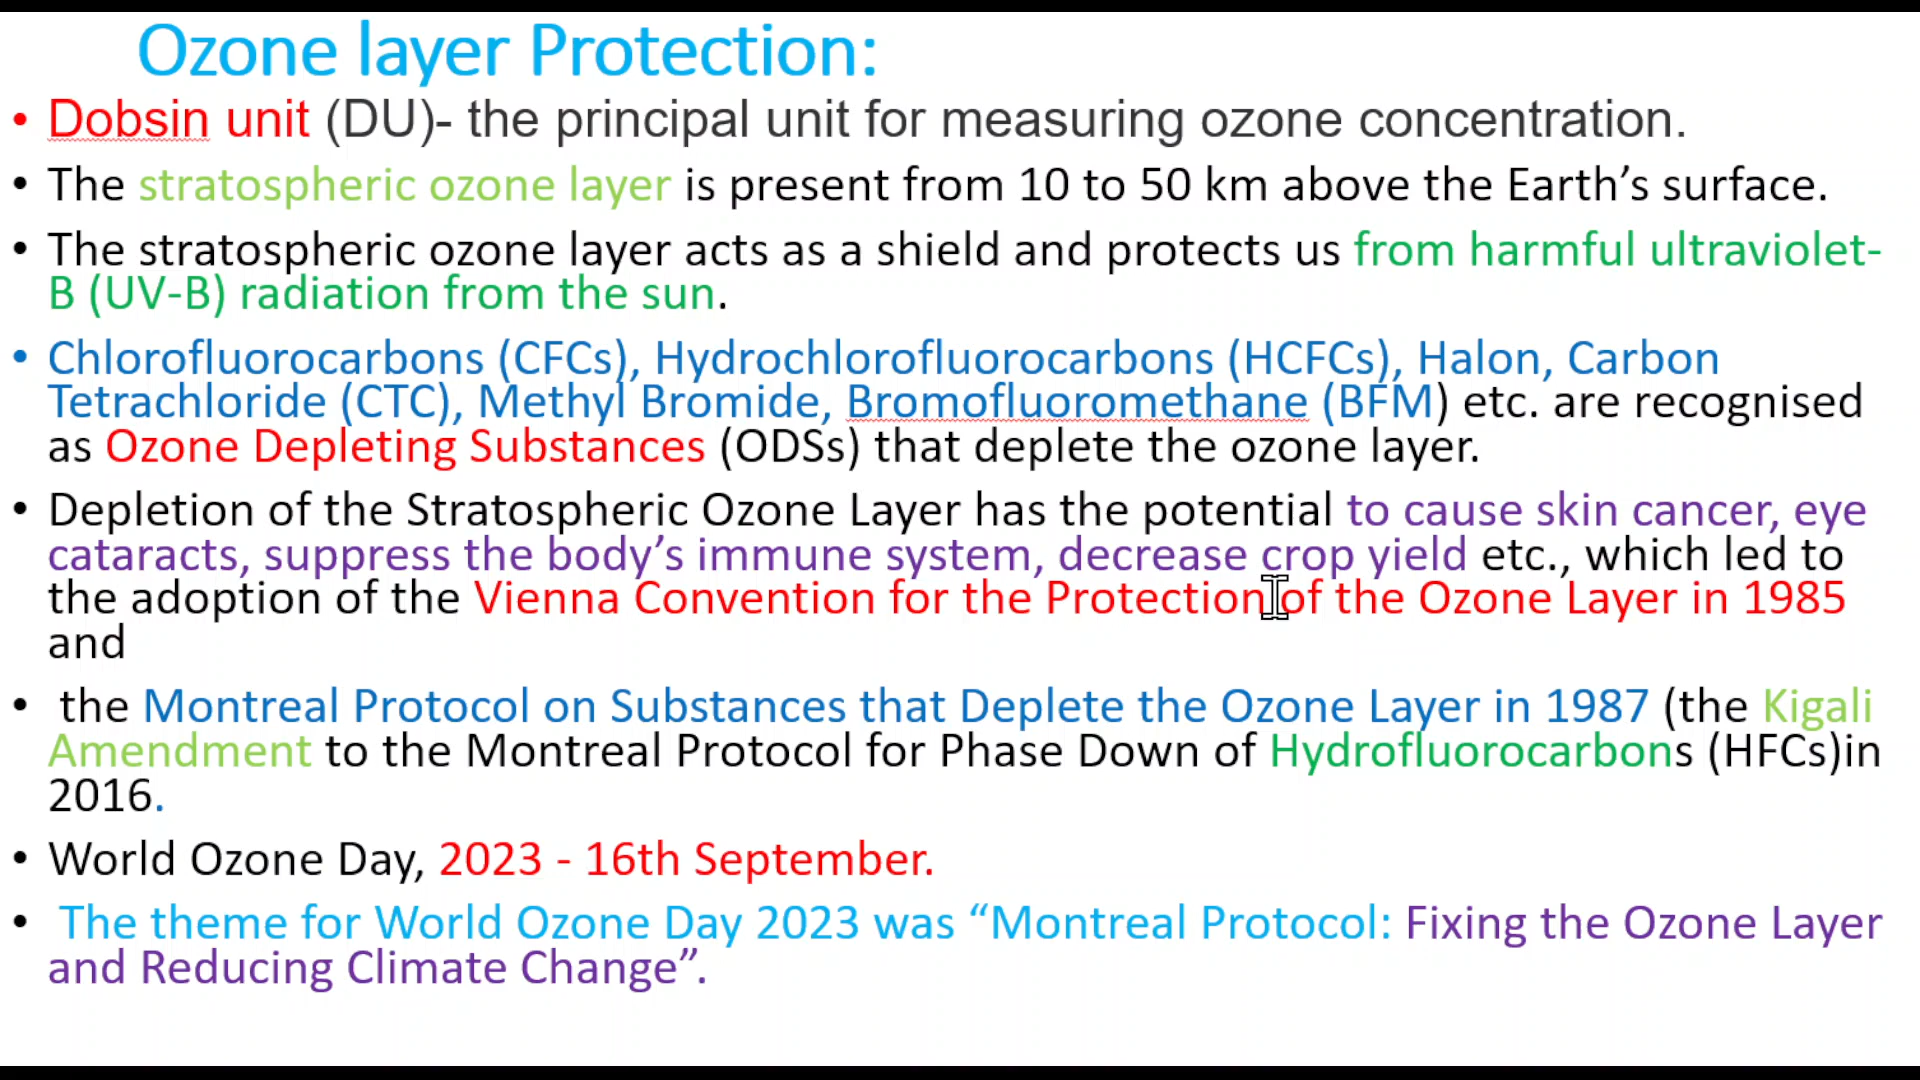 Ozone layer Protection:
• Dobsin unit (DU)- the principal unit for measuring ozone concentration.
• The stratospheric ozone layer is present from 10 to 50 km above the Earth’s surface.
• The stratospheric ozone layer acts as a shield and protects us from harmful ultraviolet-
B (UV-B) radiation from the sun.
• Chlorofluorocarbons (CFCs), Hydrochlorofluorocarbons (HCFCs), Halon, Carbon
Tetrachloride (CTC), Methyl Bromide, Bromofluoromethane (BFM) etc. are recognised
as Ozone Depleting Substances (ODSs) that deplete the ozone layer.
• Depletion of the Stratospheric Ozone Layer has the potential to cause skin cancer, eye
cataracts, suppress the body’s immune system, decrease crop yield etc., which led to
the adoption of the Vienna Convention for the Protection of the Ozone Layer in 1985
and
• the Montreal Protocol on Substances that Deplete the Ozone Layer in 1987 (the Kigali
Amendment to the Montreal Protocol for Phase Down of Hydrofluorocarbons (HFCs)in
2016.
• World Ozone Day, 2023 - 16th September.
• The theme for World Ozone Day 2023 was “Montreal Protocol: Fixing the Ozone Layer
and Reducing Climate Change”.